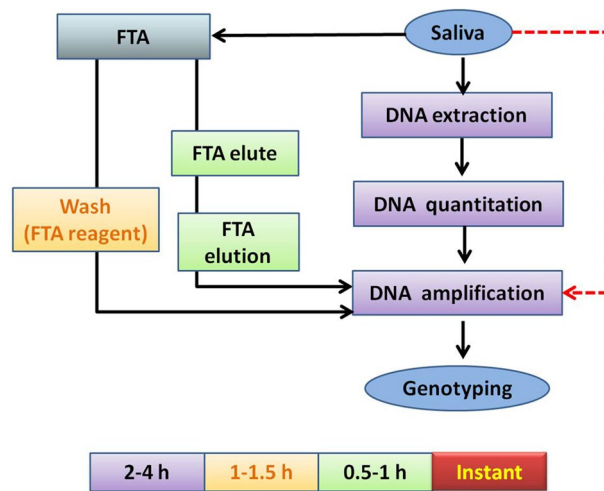 FTA
Saliva
DNA extraction
FTA elute
Wash
(FTA reagent)
DNA quantitation
FTA
elution
DNA amplification
Genotyping
2-4 h
1-1.5 h
0.5-1 h
Instant